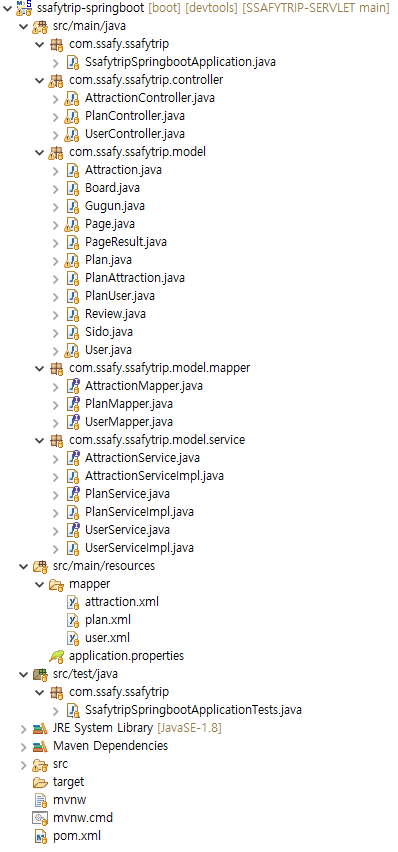 ssafytrip-springboot [boot] [devtools] [SSAFYTRIP-SERVLET main]
src/main/java
com.ssafy.ssafytrip
SsafytripSpringbootApplication.java
com.ssafy.ssafytrip.controller
AttractionController.java
PlanController.java
UserController.java
com.ssafy.ssafytrip.model
Attraction.java
Board.java
Gugun.java
Page.java
PageResult.java
Plan.java
PlanAttraction.java
PlanUser.java
Review.java
Sido.java
User.java
com.ssafy.ssafytrip.model.mapper
AttractionMapper.java
PlanMapper.java
UserMapper.java
com.ssafy.ssafytrip.model.service
AttractionService.java
AttractionServiceImpl.java
PlanService.java
PlanServiceImpl.java
UserService.java
UserServiceImpl.java
src/main/resources
mapper
attraction.xml
plan.xml
user.xml
application.properties
src/test/java
com.ssafy.ssafytrip
SsafytripSpringbootApplicationTests.java
JRE System Library [JavaSE-1.8]
Maven Dependencies
src
target
mvnw
mvnw.cmd
pom.xml